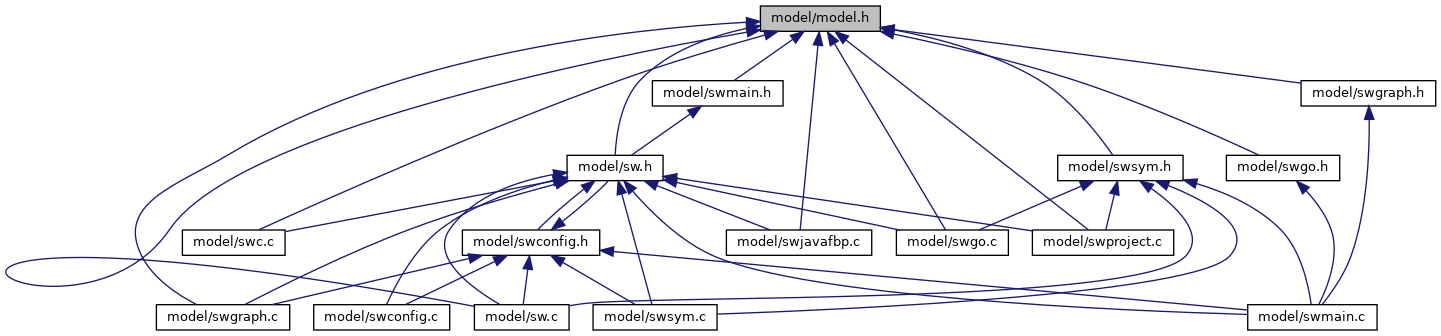 model/model.h
model/swmain.h
model/swgraph.h
model/sw.h
model/swsym.h
model/swgo.h
model/swc.c
model/swconfig.h
model/swjavafbp.c
model/swgo.c
model/swproject.c
model/swgraph.c
model/swconfig.c
model/sw.c
model/swsym.c
model/swmain.c